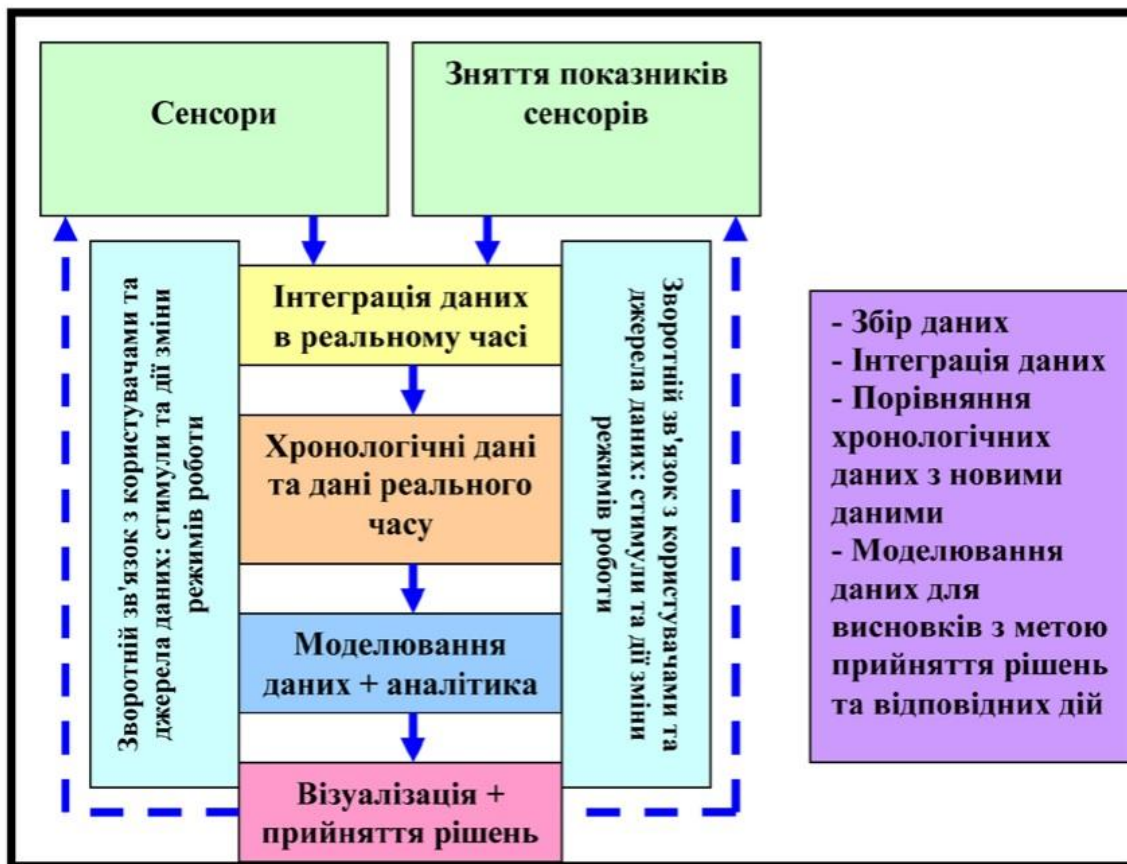 Сенсори
Зняття показників
сенсорів
Зворотній зв'язок з користувачами та
джерела даних: стимули та дії зміни
режимів роботи
Інтеграція даних
в реальному часі
Хронологічні дані
та дані реального
часу
Моделювання
даних + аналітика
Візуалізація +
прийняття рішень
Зворотній зв'язок з користувачами та
джерела даних: стимули та дії зміни
режимів роботи
- Збір даних
- Інтеграція даних
- Порівняння
хронологічних
даних з новими
даними
- Моделювання
даних для
висновків з метою
прийняття рішень
та відповідних дій